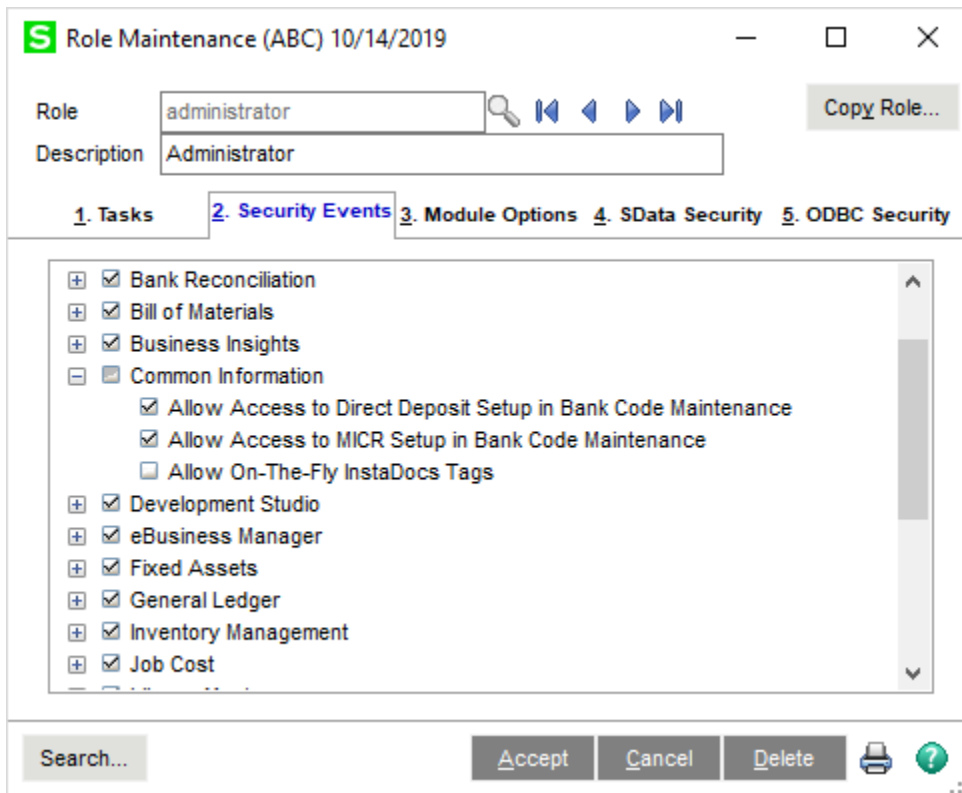 S Role Maintenance (ABC) 10/14/2019
Role administrator Copy Role...
Description Administrator
1. Tasks 2. Security Events 3. Module Options 4. SData Security 5. ODBC Security
Bank Reconciliation
Bill of Materials
Business Insights
Common Information
Allow Access to Direct Deposit Setup in Bank Code Maintenance
Allow Access to MICR Setup in Bank Code Maintenance
Allow On-The-Fly InstaDocs Tags
Development Studio
eBusiness Manager
Fixed Assets
General Ledger
Inventory Management
Job Cost
Search... Accept Cancel Delete ?